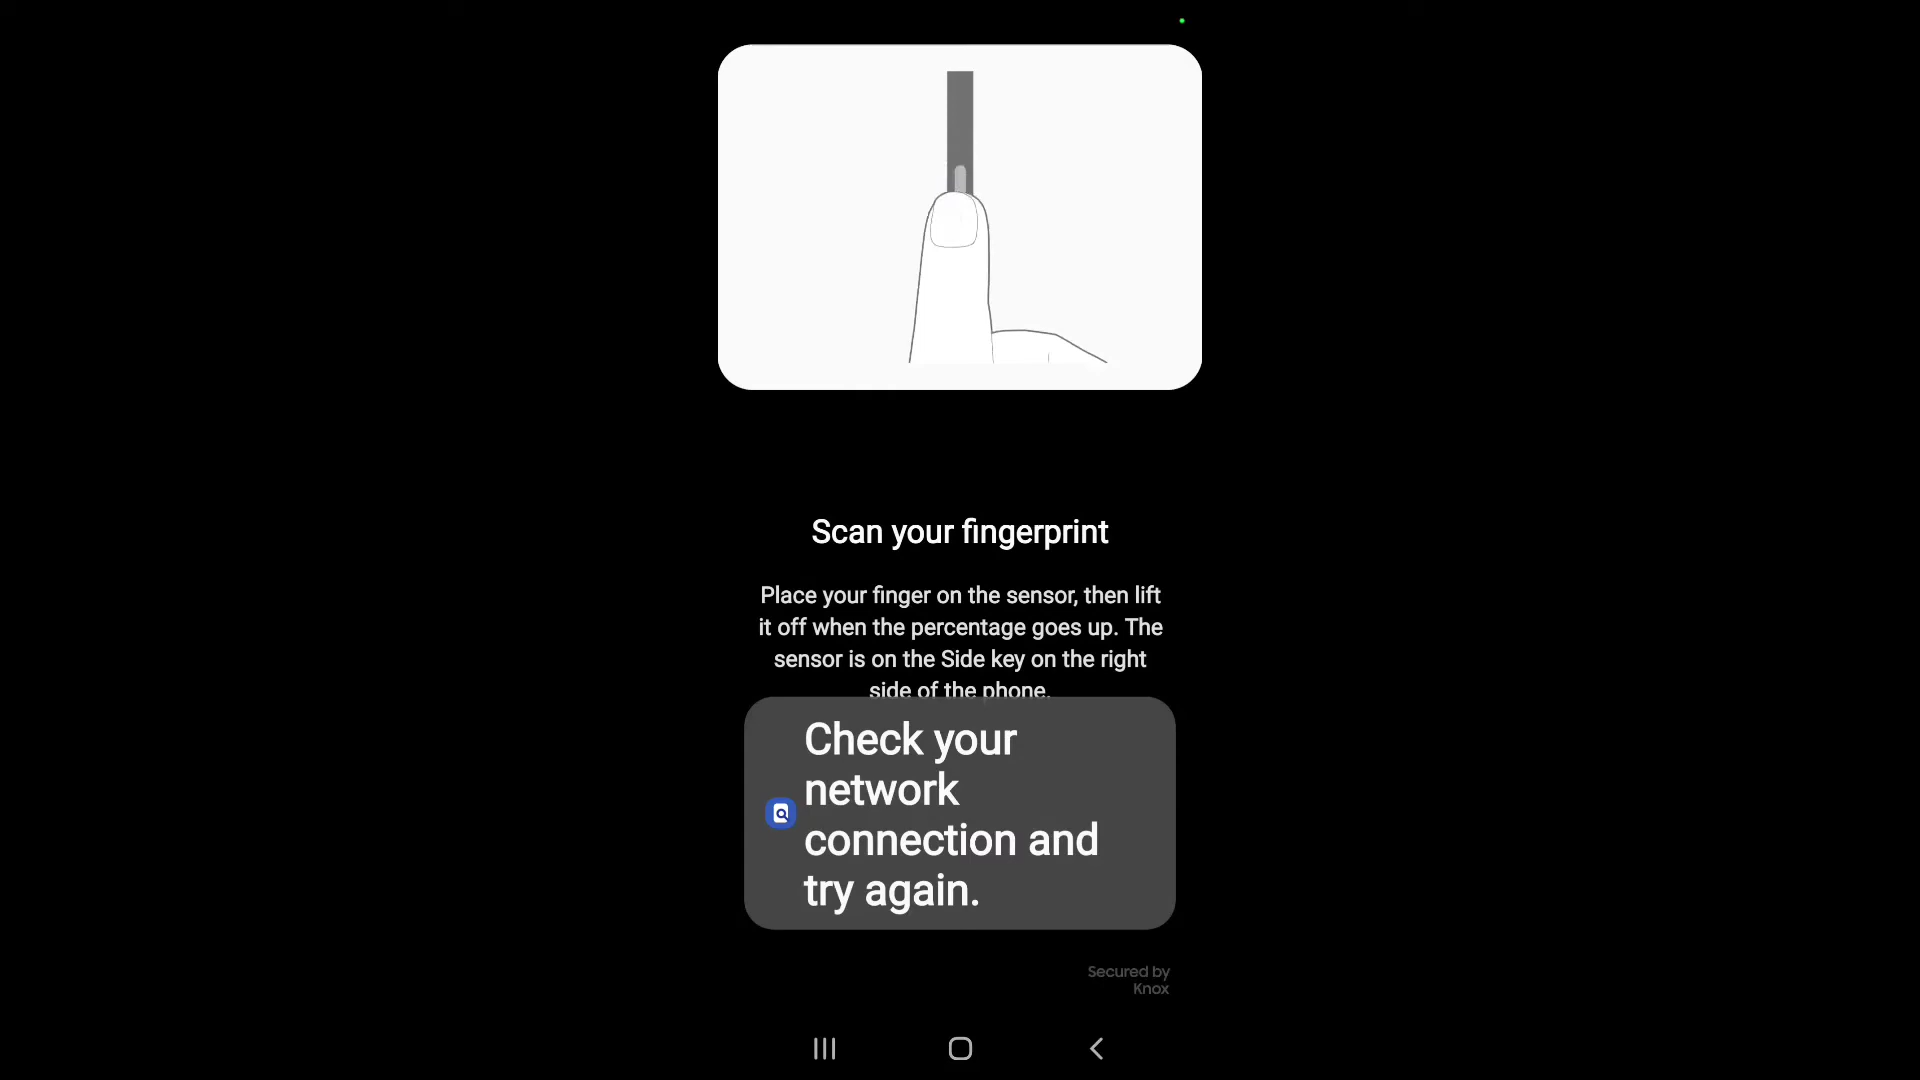 Scan your fingerprint
Place your finger on the sensor, then lift
it off when the percentage goes up. The
sensor is on the Side key on the right
side of the phone.
Check your
network
connection and
try again.
Secured by
Knox